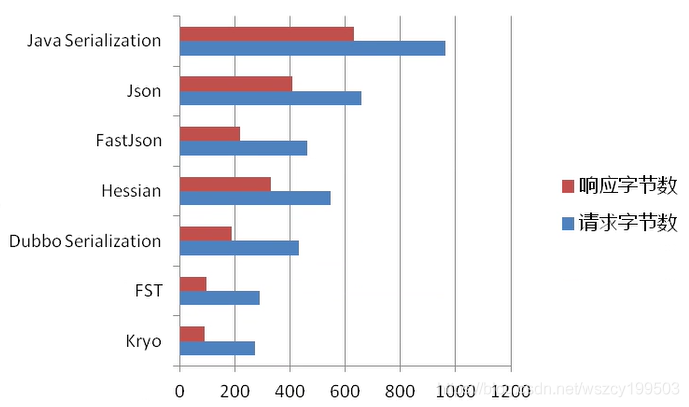 Java Serialization
Json
FastJson
Hessian
Dubbo Serialization
FST
Kryo
0 200 400 600 800 1000 1200
响应字节数
请求字节数